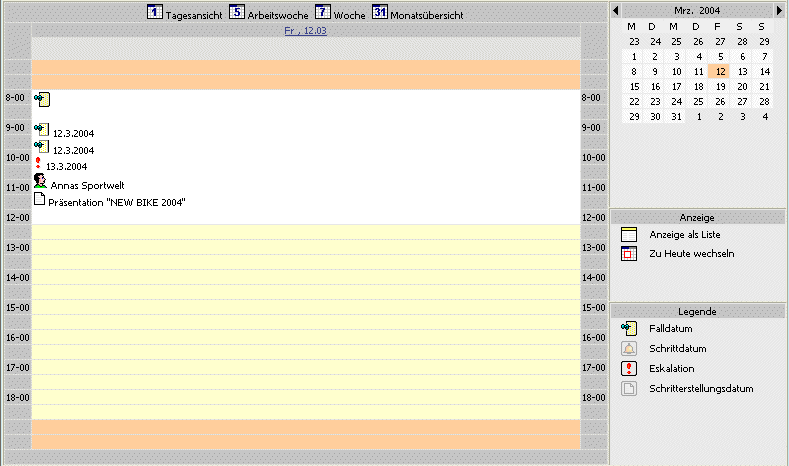 1 Tagesansicht 5 Arbeitswoche 7 Woche 31 Monatsübersicht
Fr , 12.03
8-00 8-00
9-00 12.3.2004 9-00
12.3.2004
10-00 13.3.2004 10-00
11-00 Annas Sportwelt 11-00
Präsentation "NEW BIKE 2004"
12-00 12-00
13-00 13-00
14-00 14-00
15-00 15-00
16-00 16-00
17-00 17-00
18-00 18-00
Mrz. 2004
M D M D F S S
23 24 25 26 27 28 29
1 2 3 4 5 6 7
8 9 10 11 12 13 14
15 16 17 18 19 20 21
22 23 24 25 26 27 28
29 30 31 1 2 3 4
Anzeige
Anzeige als Liste
Zu Heute wechseln
Legende
Falldatum
Schrittdatum
Eskalation
Schritterstellungsdatum